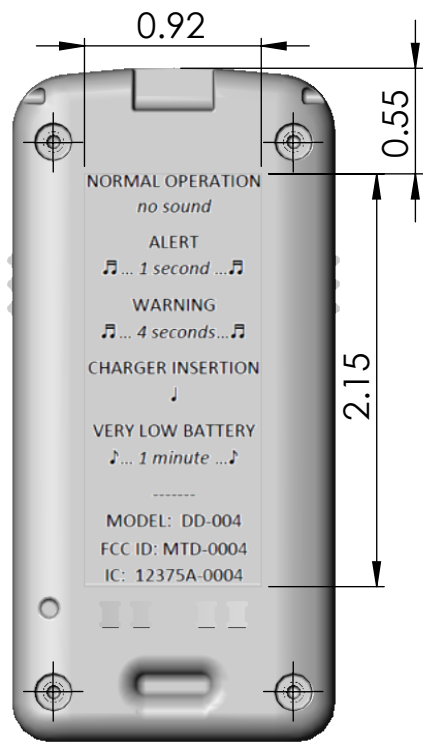 0.92
0.55
NORMAL OPERATION
no sound
ALERT
♬... 1 second ...♬
WARNING
♬... 4 seconds...♬
CHARGER INSERTION
♩
VERY LOW BATTERY
♪... 1 minute ...♪
-------
MODEL: DD-004
FCC ID: MTD-0004
IC: 12375A-0004
2.15